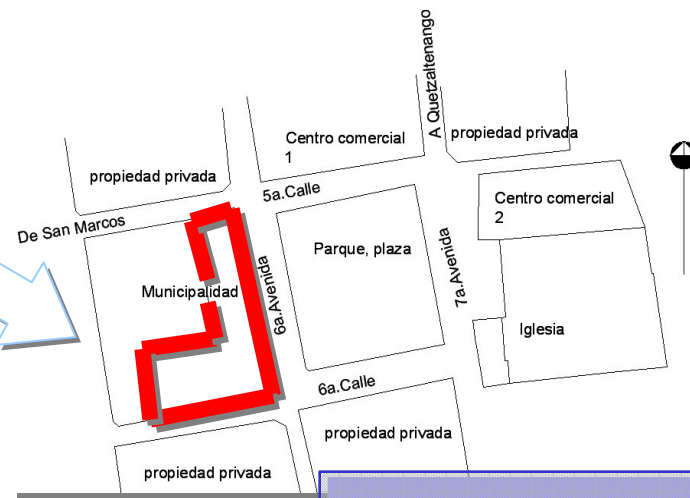 A Quetzaltenango
Centro comercial
1
propiedad privada
propiedad privada
5a.Calle
De San Marcos
Centro comercial
2
Parque, plaza
7a.Avenida
6a.Avenida
Municipalidad
Iglesia
6a.Calle
propiedad privada
propiedad privada